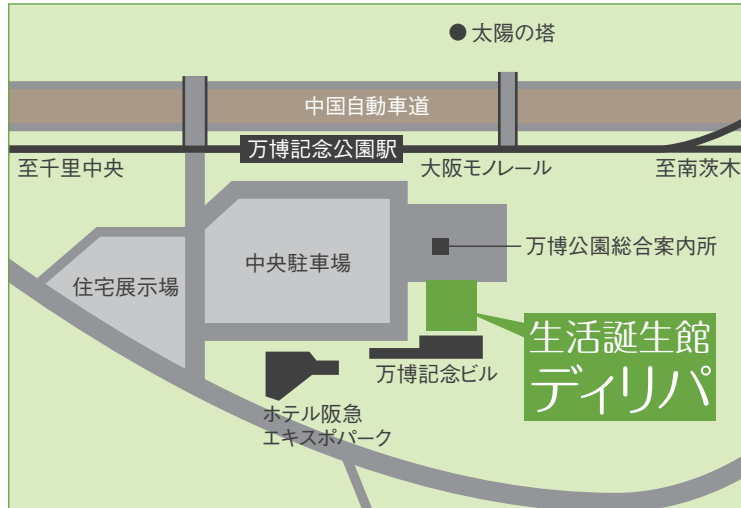 太陽の塔
中国自動車道
万博記念公園駅
至千里中央
大阪モノレール
至南茨木
中央駐車場
万博公園総合案内所
住宅展示場
生活誕生館
ディリパ
万博記念ビル
ホテル阪急
エキスポパーク